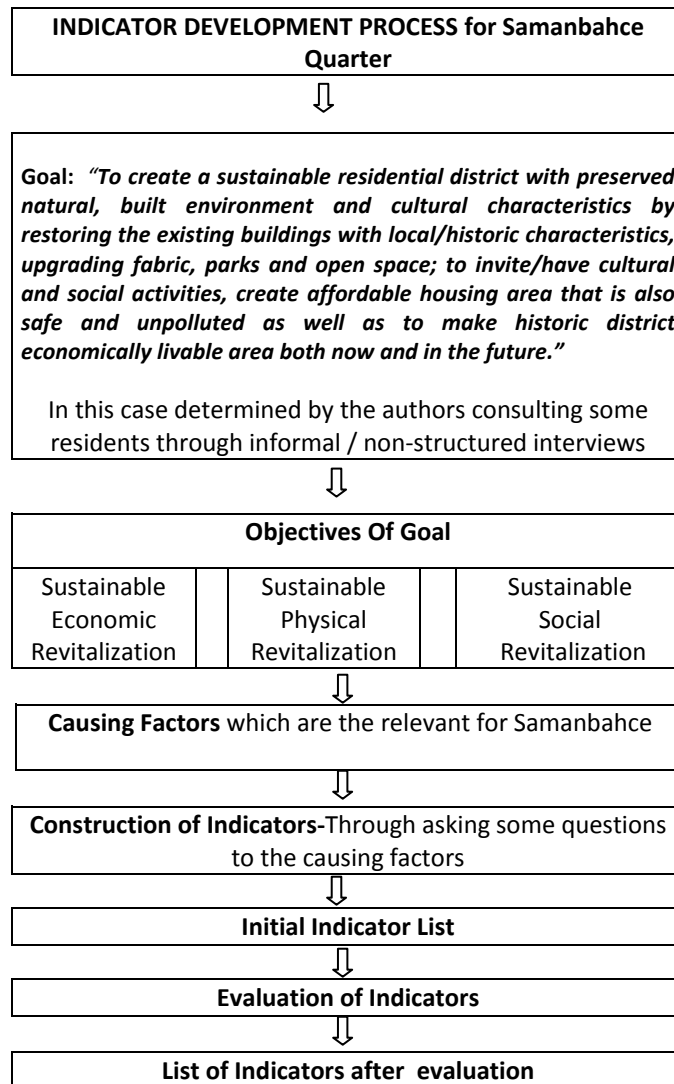 INDICATOR DEVELOPMENT PROCESS for Samanbahce
Quarter
Goal: “To create a sustainable residential district with preserved
natural, built environment and cultural characteristics by
restoring the existing buildings with local/historic characteristics,
upgrading fabric, parks and open space; to invite/have cultural
and social activities, create affordable housing area that is also
safe and unpolluted as well as to make historic district
economically livable area both now and in the future.”
In this case determined by the authors consulting some
residents through informal / non-structured interviews
Objectives Of Goal
Sustainable
Economic
Revitalization
Sustainable
Physical
Revitalization
Sustainable
Social
Revitalization
Causing Factors which are the relevant for Samanbahce
Construction of Indicators-Through asking some questions
to the causing factors
Initial Indicator List
Evaluation of Indicators
List of Indicators after evaluation